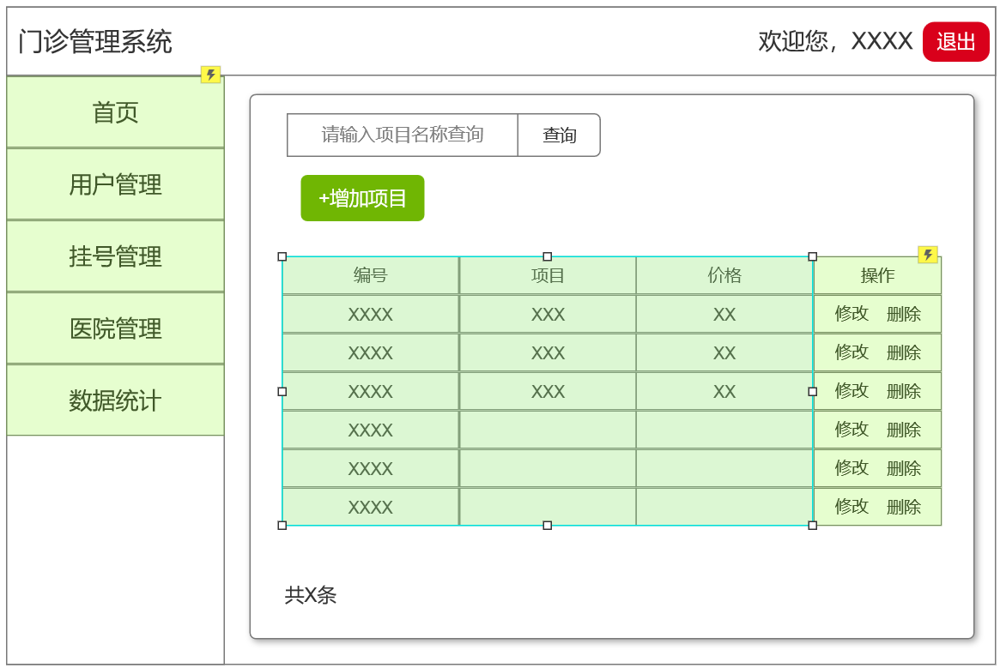 门诊管理系统
欢迎您，XXXX 退出
首页
用户管理
挂号管理
医院管理
数据统计
请输入项目名称查询 查询
+增加项目
编号 项目 价格 操作
XXXX XXX XX 修改 删除
XXXX XXX XX 修改 删除
XXXX XXX XX 修改 删除
XXXX 修改 删除
XXXX 修改 删除
XXXX 修改 删除
共X条